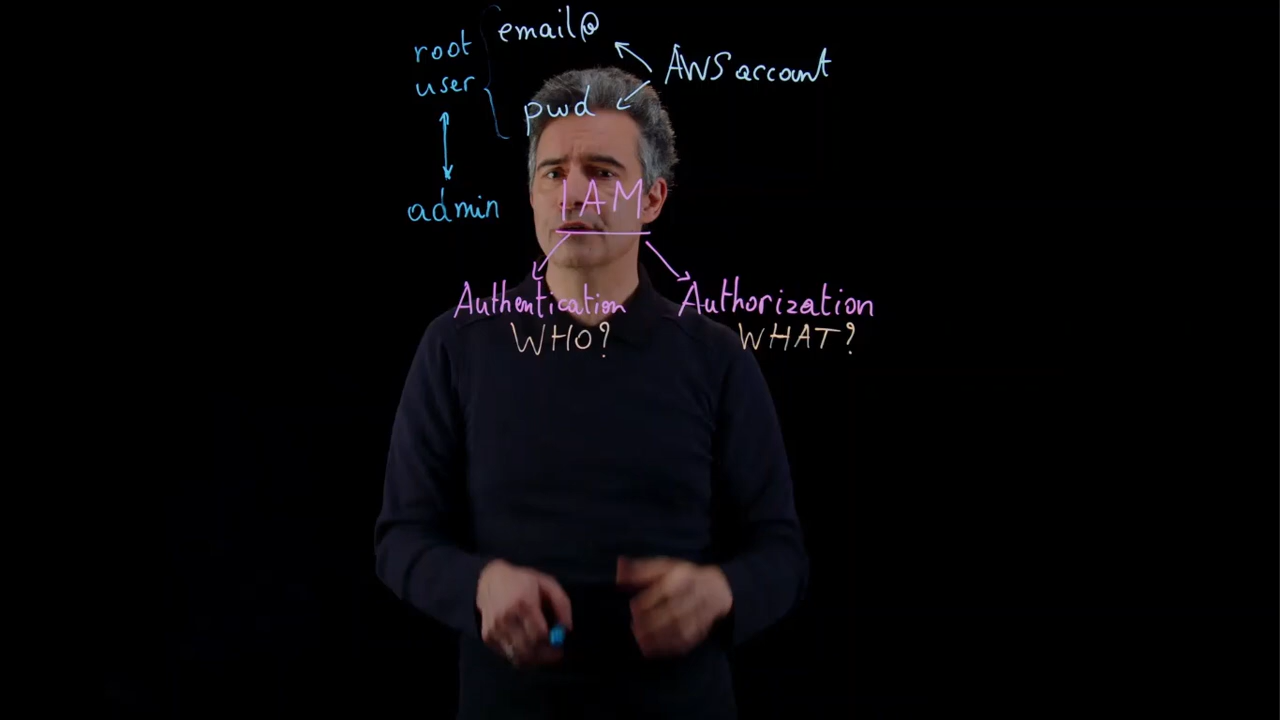 root
user
email@
pwd
AWS account
admin
IAM
Authentication
WHO?
Authorization
WHAT?